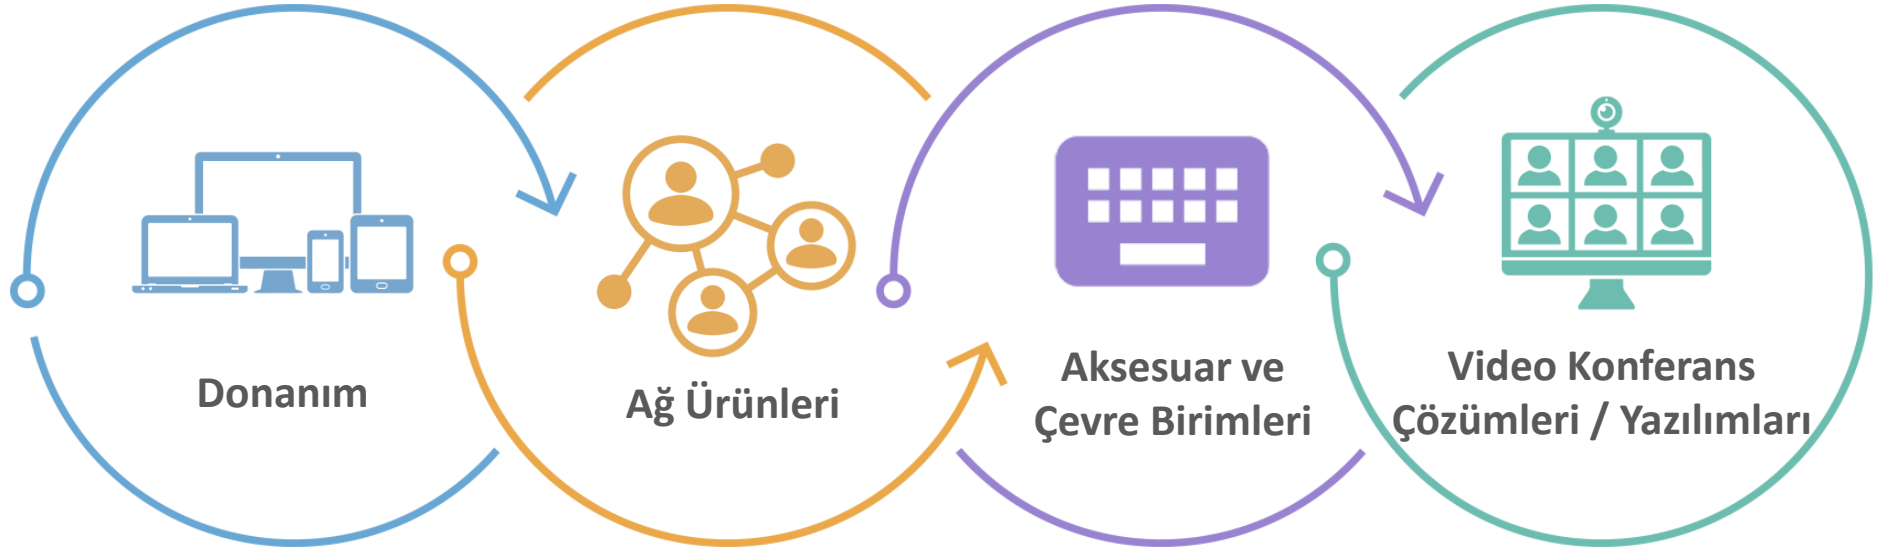 Donanım
Ağ Ürünleri
Aksesuar ve
Çevre Birimleri
Video Konferans
Çözümleri / Yazılımları